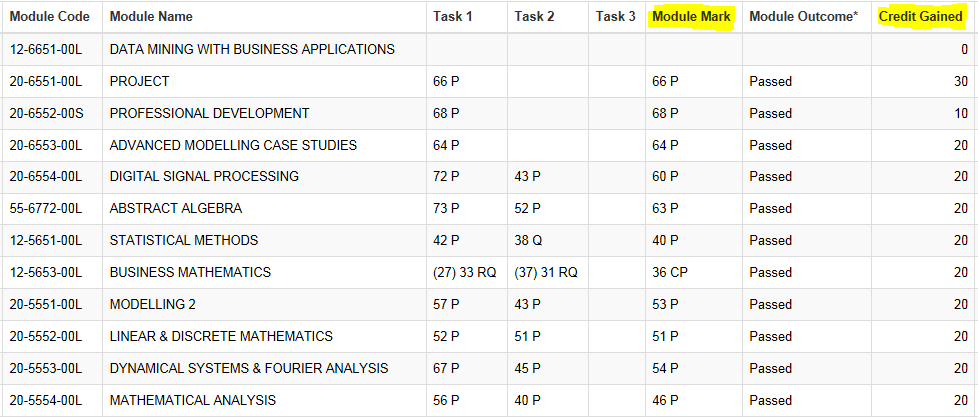 Module Code Module Name Task 1 Task 2 Task 3 Module Mark Module Outcome* Credit Gained
12-6651-00L DATA MINING WITH BUSINESS APPLICATIONS 0
20-6551-00L PROJECT 66 P 66 P Passed 30
20-6552-00S PROFESSIONAL DEVELOPMENT 68 P 68 P Passed 10
20-6553-00L ADVANCED MODELLING CASE STUDIES 64 P 64 P Passed 20
20-6554-00L DIGITAL SIGNAL PROCESSING 72 P 43 P 60 P Passed 20
55-6772-00L ABSTRACT ALGEBRA 73 P 52 P 63 P Passed 20
12-5651-00L STATISTICAL METHODS 42 P 38 Q 40 P Passed 20
12-5653-00L BUSINESS MATHEMATICS (27) 33 RQ (37) 31 RQ 36 CP Passed 20
20-5551-00L MODELLING 2 57 P 43 P 53 P Passed 20
20-5552-00L LINEAR & DISCRETE MATHEMATICS 52 P 51 P 51 P Passed 20
20-5553-00L DYNAMICAL SYSTEMS & FOURIER ANALYSIS 67 P 45 P 54 P Passed 20
20-5554-00L MATHEMATICAL ANALYSIS 56 P 40 P 46 P Passed 20